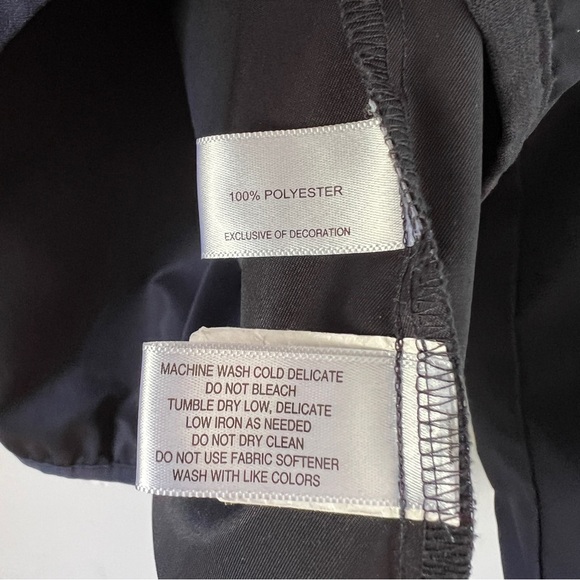 100% POLYESTER
EXCLUSIVE OF DECORATION
MACHINE WASH COLD DELICATE
DO NOT BLEACH
TUMBLE DRY LOW, DELICATE
LOW IRON AS NEEDED
DO NOT DRY CLEAN
DO NOT USE FABRIC SOFTENER
WASH WITH LIKE COLORS